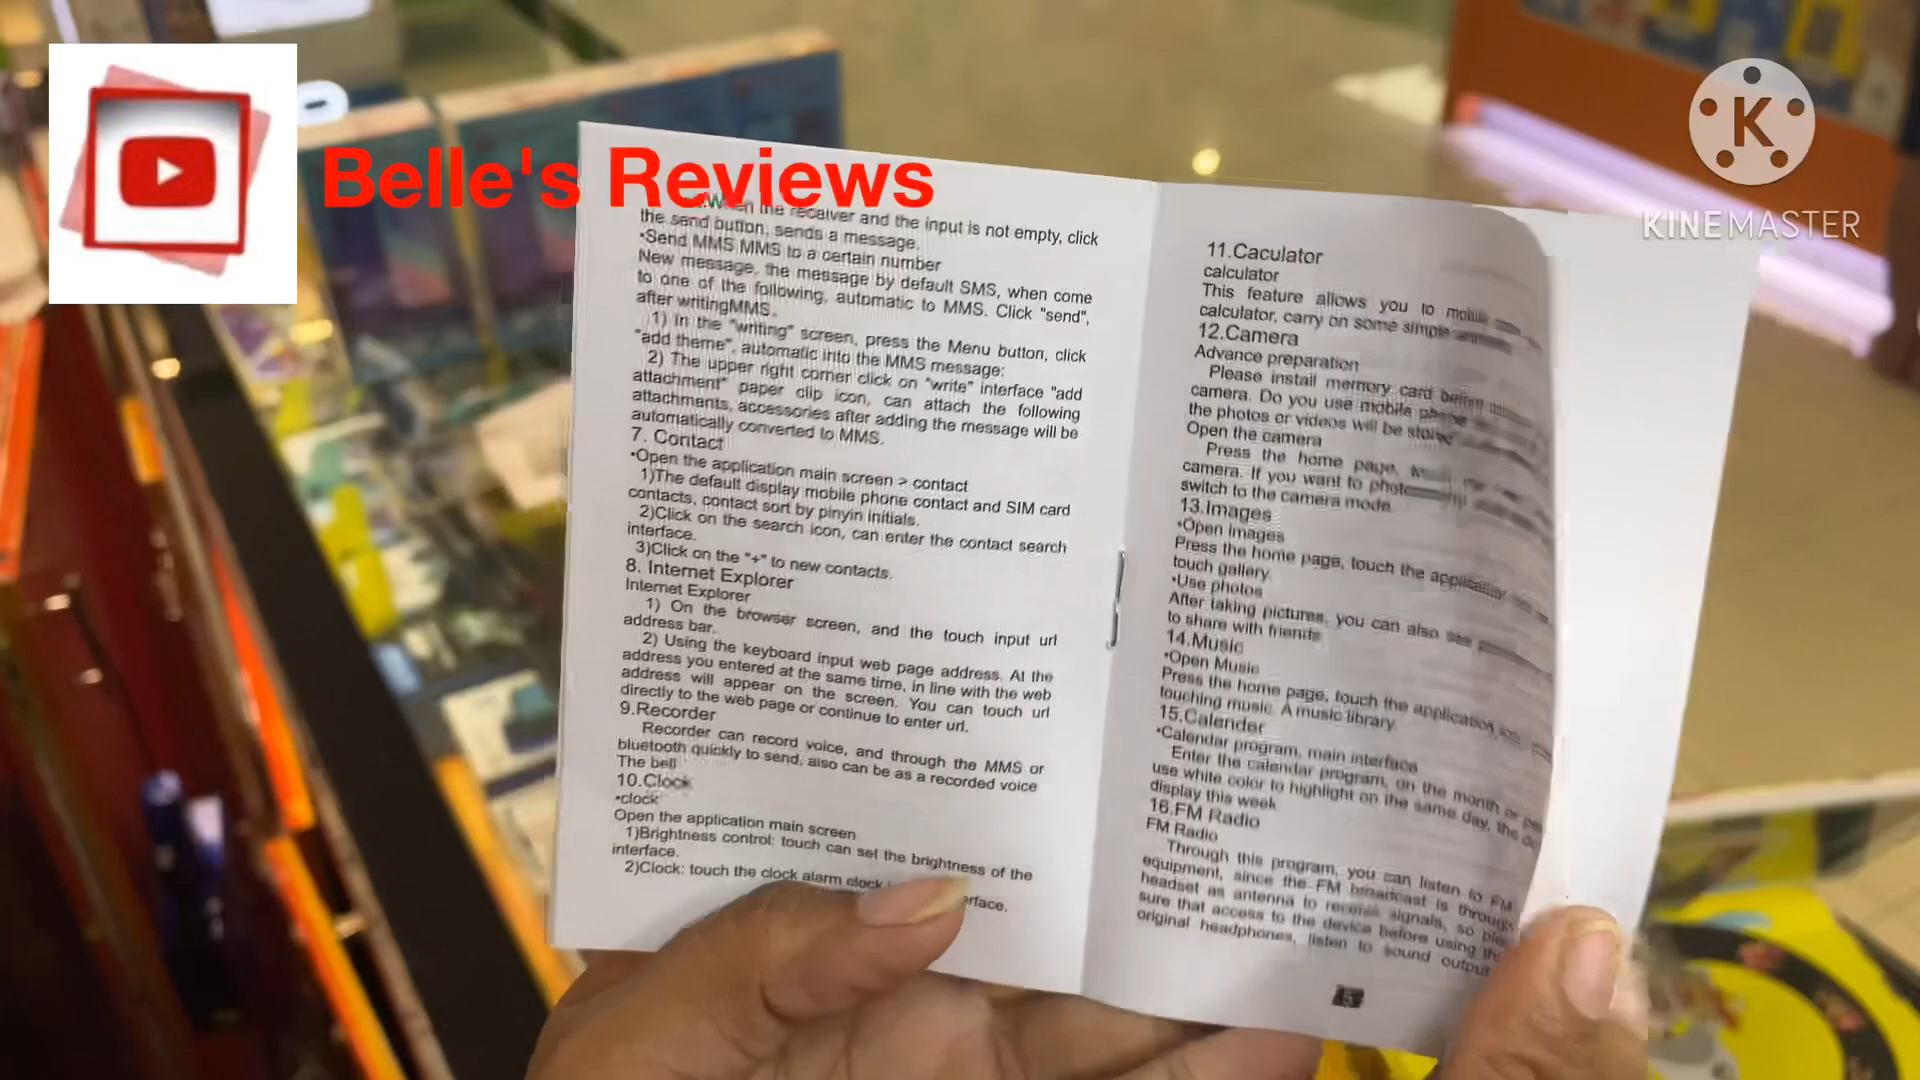 Belle's Reviews
K
KINEMASTER
the receiver and the input is not empty, click
the send button, sends a message.
•Send MMS MMS to a certain number
New message, the message by default SMS, when come
to one of the following, automatic to MMS. Click "send",
after writingMMS.
1) In the "writing" screen, press the Menu button, click
"add theme", automatic into the MMS message:
2) The upper right corner click on "write" interface "add
attachment" paper clip icon, can attach the following
attachments, accessories after adding the message will be
automatically converted to MMS.
7. Contact
•Open the application main screen > contact
1)The default display mobile phone contact and SIM card
contacts, contact sort by pinyin initials.
2)Click on the search icon, can enter the contact search
interface.
3)Click on the "+" to new contacts.
8. Internet Explorer
Internet Explorer
1) On the browser screen, and the touch input url
address bar.
2) Using the keyboard input web page address. At the
address you entered at the same time, in line with the web
address will appear on the screen. You can touch url
directly to the web page or continue to enter url.
9.Recorder
Recorder can record voice, and through the MMS or
bluetooth quickly to send, also can be as a recorded voice
The bell
10.Clock
•clock
Open the application main screen
1)Brightness control: touch can set the brightness of the
interface.
2)Clock: touch the clock alarm clock
11.Caculator
calculator
This feature allows you to
calculator, carry on some simple
12.Camera
Advance preparation
Please install memory card
camera. Do you use mobile phone
the photos or videos will be
Open the camera
Press the home page,
camera. If you want to
switch to the camera mode
13.Images
•Open images
Press the home page, touch the
touch gallery.
•Use photos
After taking pictures, you can also see
to share with friends
14.Music
•Open Music
Press the home page, touch the application
touching music. A music library.
15.Calender
•Calendar program, main interface
Enter the calendar program, on the month or
use white color to highlight on the same day, the
display this week
16.FM Radio
FM Radio
Through this program, you can listen to FM
equipment, since the FM broadcast is through
headset as antenna to receive signals, so
sure that access to the device before using
original headphones, listen to sound output
5